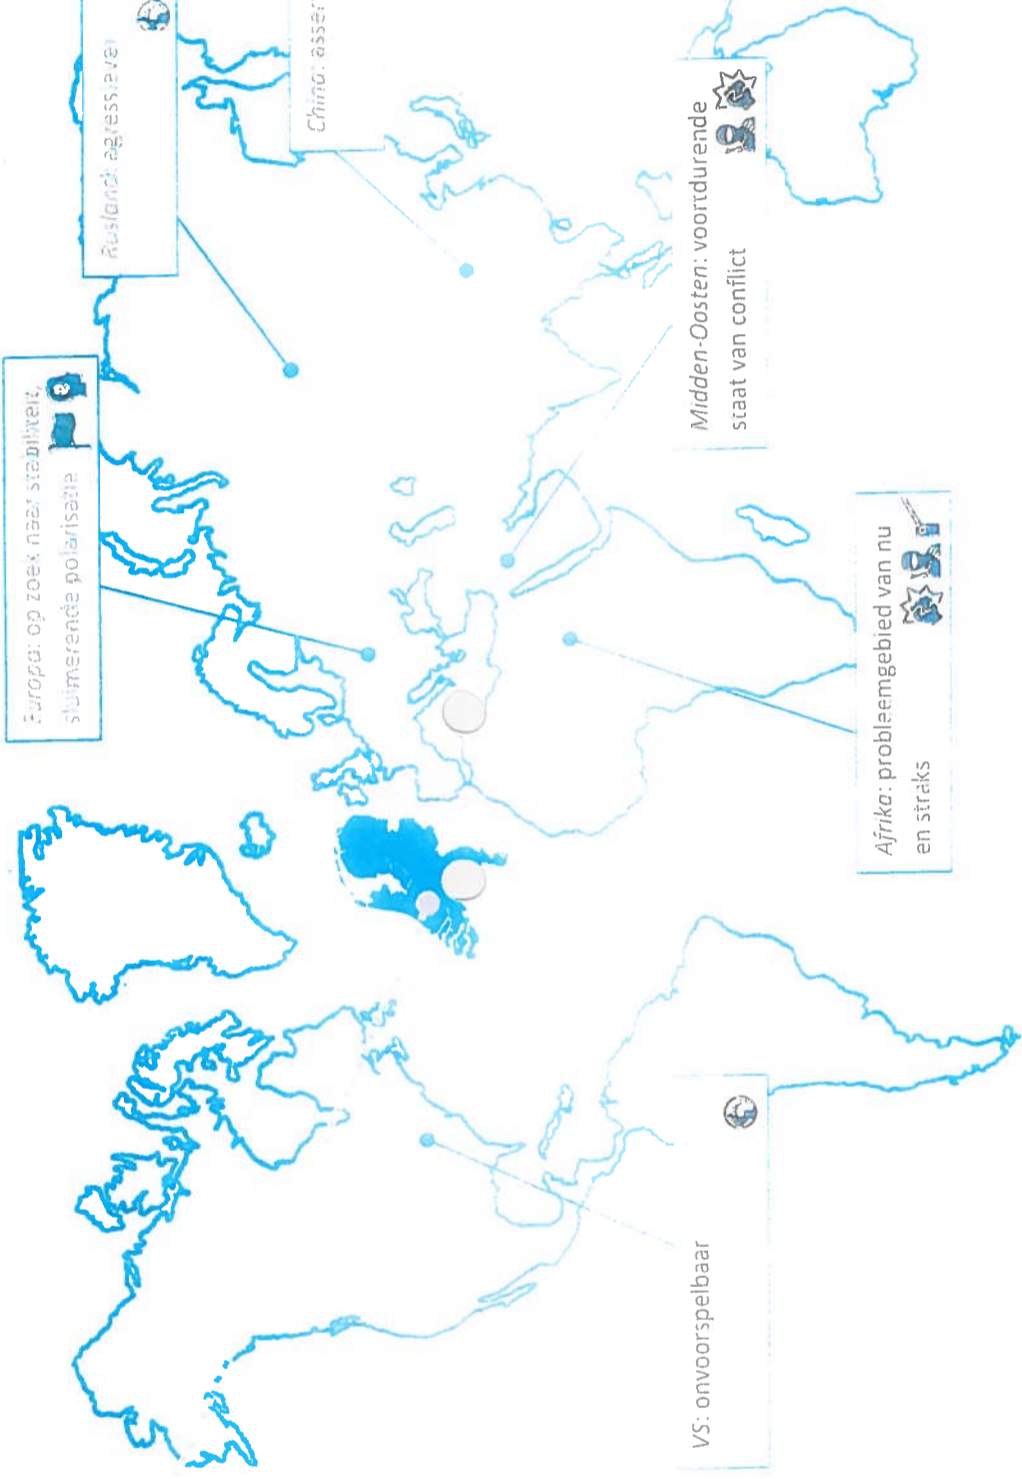 Europa: op zoek naar stabiliteit,
sluimerende polarisatie
Rusland: agressiever
China: asser
Midden-Oosten: voortdurende
staat van conflict
Afrika: probleemgebied van nu
en straks
VS: onvoorspelbaar